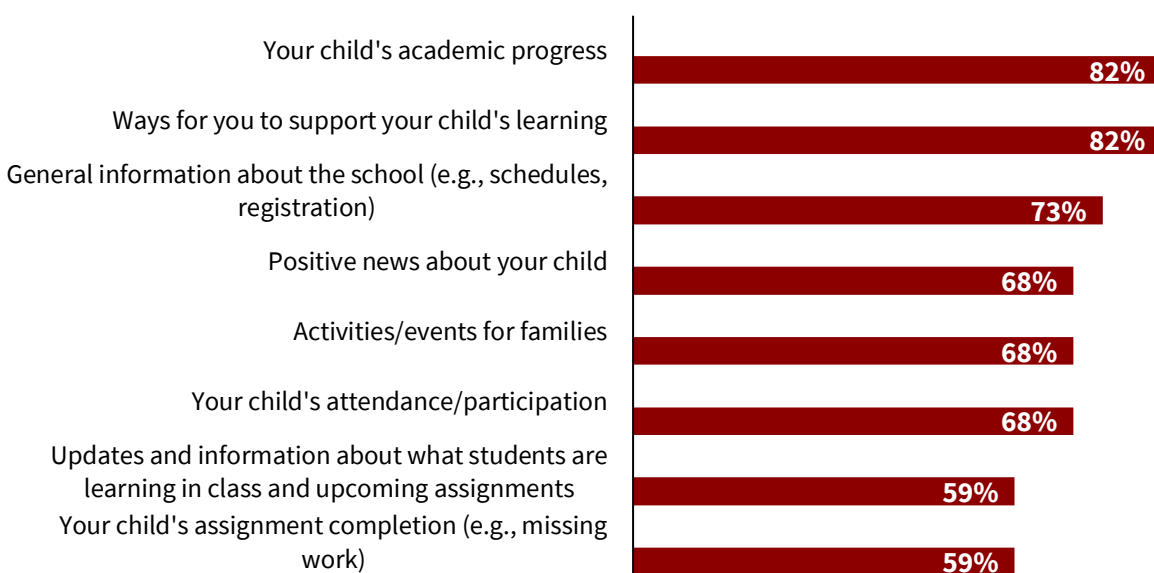 Your child's academic progress
82%
Ways for you to support your child's learning
82%
General information about the school (e.g., schedules,
registration)
73%
Positive news about your child
68%
Activities/events for families
68%
Your child's attendance/participation
68%
Updates and information about what students are
learning in class and upcoming assignments
59%
Your child's assignment completion (e.g., missing
work)
59%